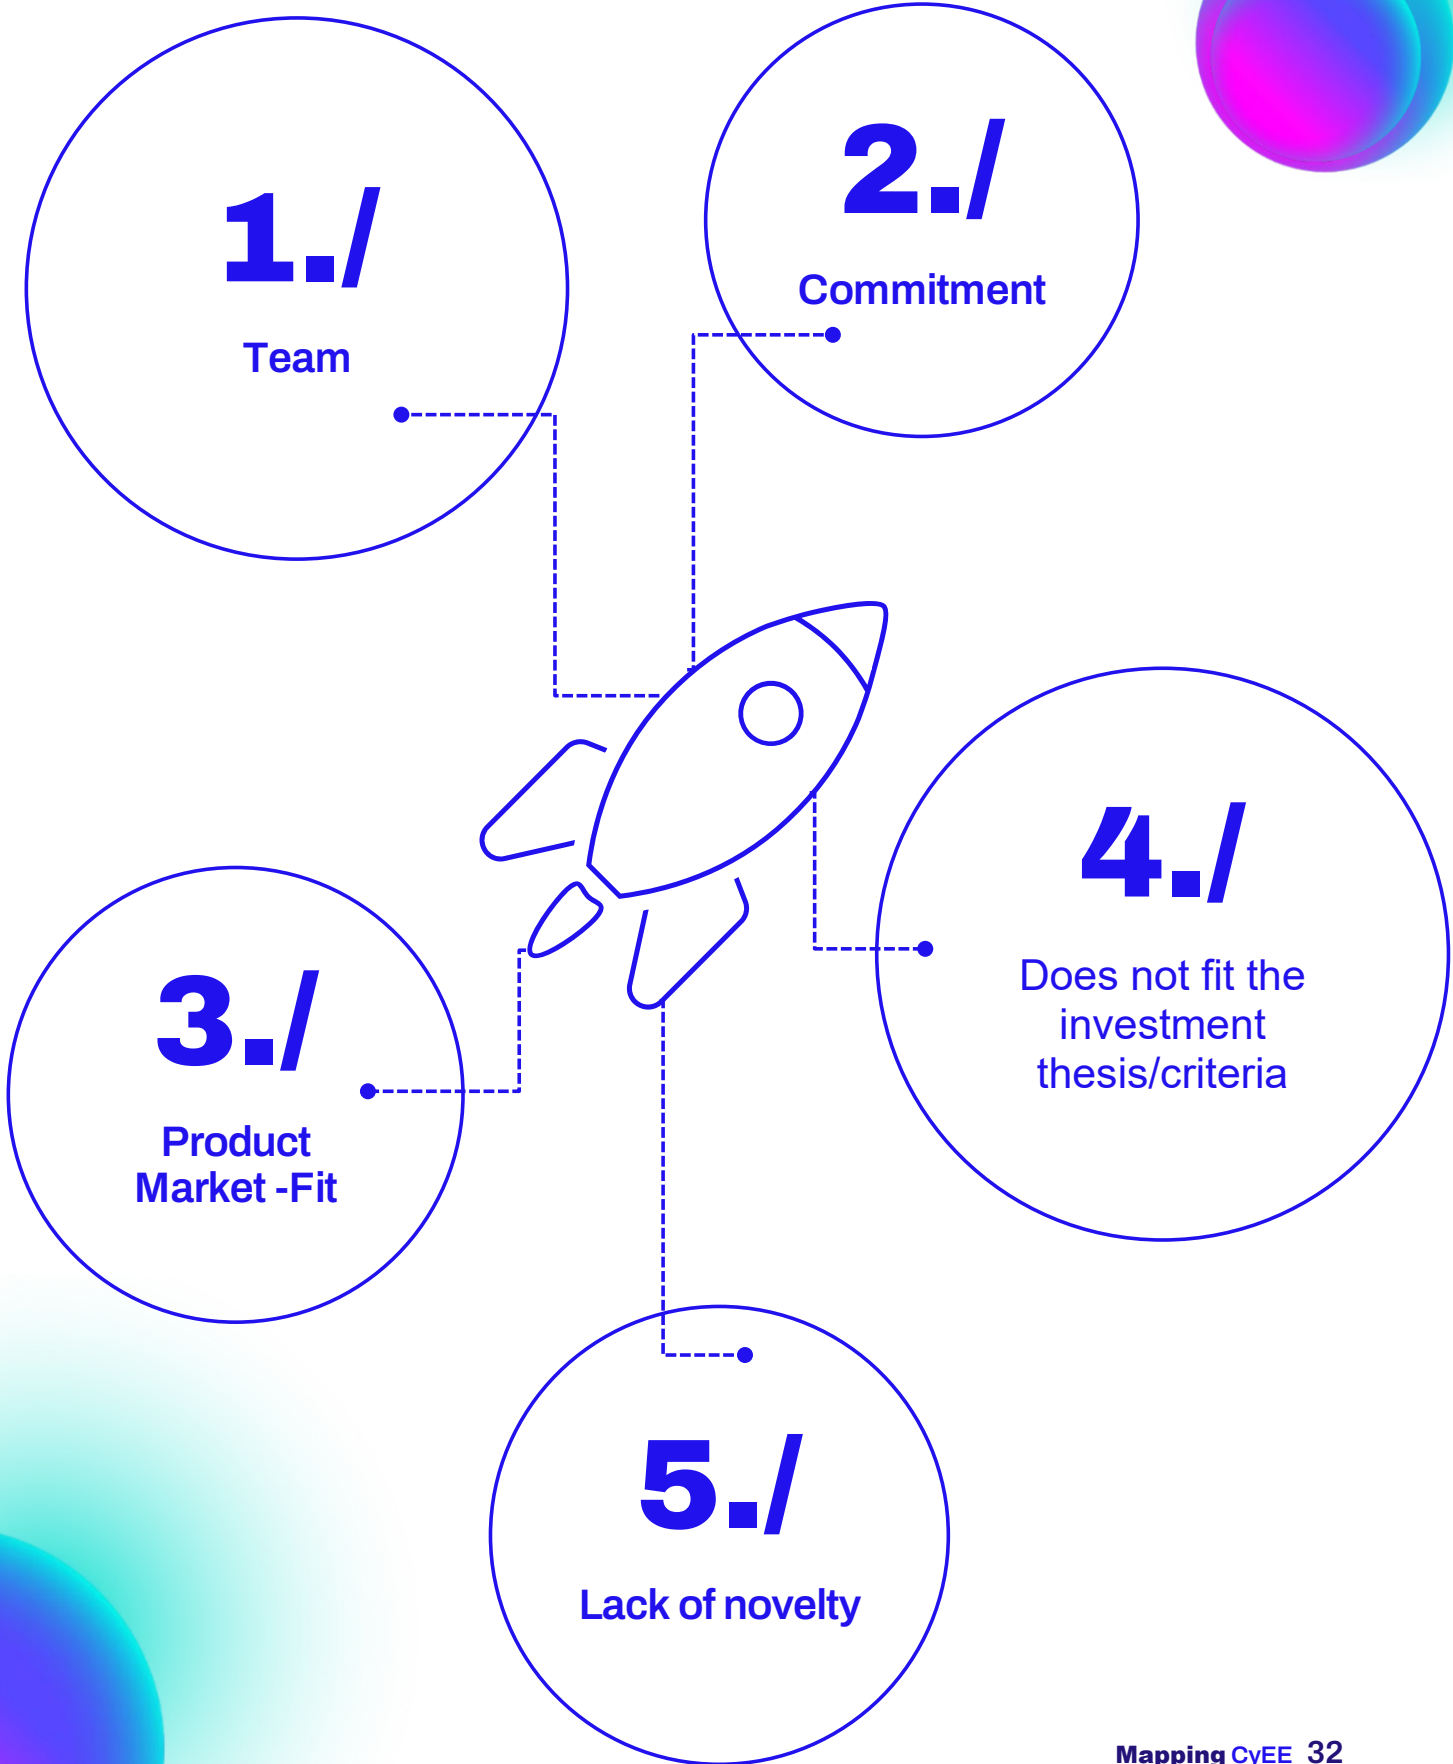 1./
Team
2./
Commitment
3./
Product
Market -Fit
4./
Does not fit the
investment
thesis/criteria
5./
Lack of novelty
Mapping CyEE 32